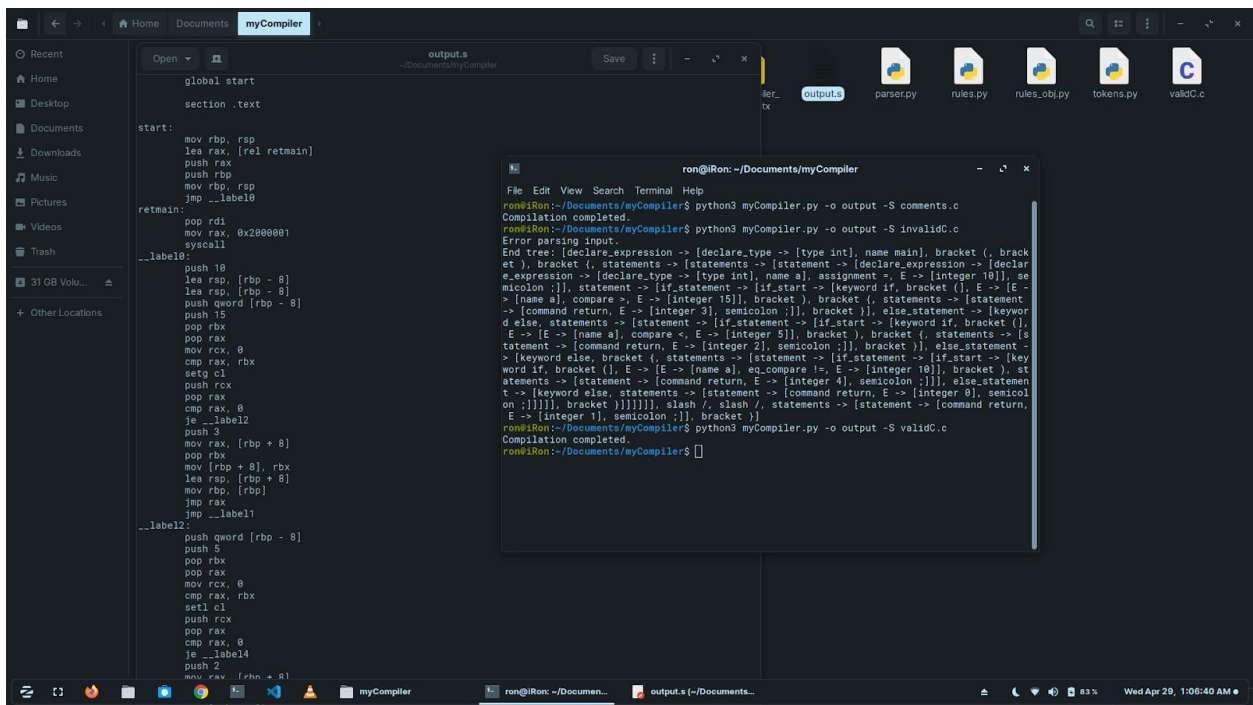 Home Documents myCompiler
Recent
Home
Desktop
Documents
Downloads
Music
Pictures
Videos
Trash
31 GB Volu...
+ Other Locations
Open
output.s
~/Documents/myCompiler
Save
global start
section .text
start:
mov rbp, rsp
lea rax, [rel retmain]
push rax
push rbp
mov rbp, rsp
jmp __label0
retmain:
pop rdi
mov rax, 0x2000001
syscall
__label0:
push 10
lea rsp, [rbp - 8]
lea rsp, [rbp - 8]
push qword [rbp - 8]
push 15
pop rbx
pop rax
mov rcx, 0
cmp rax, rbx
setg cl
push rcx
pop rax
cmp rax, 0
je __label2
push 3
mov rax, [rbp + 8]
pop rbx
mov [rbp + 8], rbx
lea rsp, [rbp + 8]
mov rbp, [rbp]
jmp rax
jmp __label1
__label2:
push qword [rbp - 8]
push 5
pop rbx
pop rax
mov rcx, 0
cmp rax, rbx
setl cl
push rcx
pop rax
cmp rax, 0
je __label4
push 2
mov rax, [rbp + 8]
iler_
tx
output.s
parser.py
rules.py
rules_obj.py
tokens.py
validC.c
ron@iRon: ~/Documents/myCompiler
File Edit View Search Terminal Help
ron@iRon:~/Documents/myCompiler$ python3 myCompiler.py -o output -S comments.c
Compilation completed.
ron@iRon:~/Documents/myCompiler$ python3 myCompiler.py -o output -S invalidC.c
Error parsing input.
End tree: [declare_expression -> [declare_type -> [type int], name main], bracket (, brack
et ), bracket {, statements -> [statements -> [statement -> [declare_expression -> [declar
e_expression -> [declare_type -> [type int], name a], assignment =, E -> [integer 10]], se
micolon ;]], statement -> [if_statement -> [if_start -> [keyword if, bracket (], E -> [E -
> [name a], compare >, E -> [integer 15]], bracket ), bracket {, statements -> [statement
-> [command return, E -> [integer 3], semicolon ;]], bracket }], else_statement -> [keywor
d else, statements -> [statement -> [if_statement -> [if_start -> [keyword if, bracket (],
E -> [E -> [name a], compare <, E -> [integer 5]], bracket ), bracket {, statements -> [s
tatement -> [command return, E -> [integer 2], semicolon ;]], bracket }], else_statement -
> [keyword else, bracket {, statements -> [statement -> [if_statement -> [if_start -> [key
word if, bracket (], E -> [E -> [name a], eq_compare !=, E -> [integer 10]], bracket ), st
atements -> [statement -> [command return, E -> [integer 4], semicolon ;]]], else_statemen
t -> [keyword else, statements -> [statement -> [command return, E -> [integer 0], semicol
on ;]]]]], bracket }]]]]]], slash /, slash /, statements -> [statement -> [command return,
E -> [integer 1], semicolon ;]], bracket }]
ron@iRon:~/Documents/myCompiler$ python3 myCompiler.py -o output -S validC.c
Compilation completed.
ron@iRon:~/Documents/myCompiler$
myCompiler
ron@iRon: ~/Documen...
output.s (~/Documents...
83 %
Wed Apr 29, 1:06:40 AM